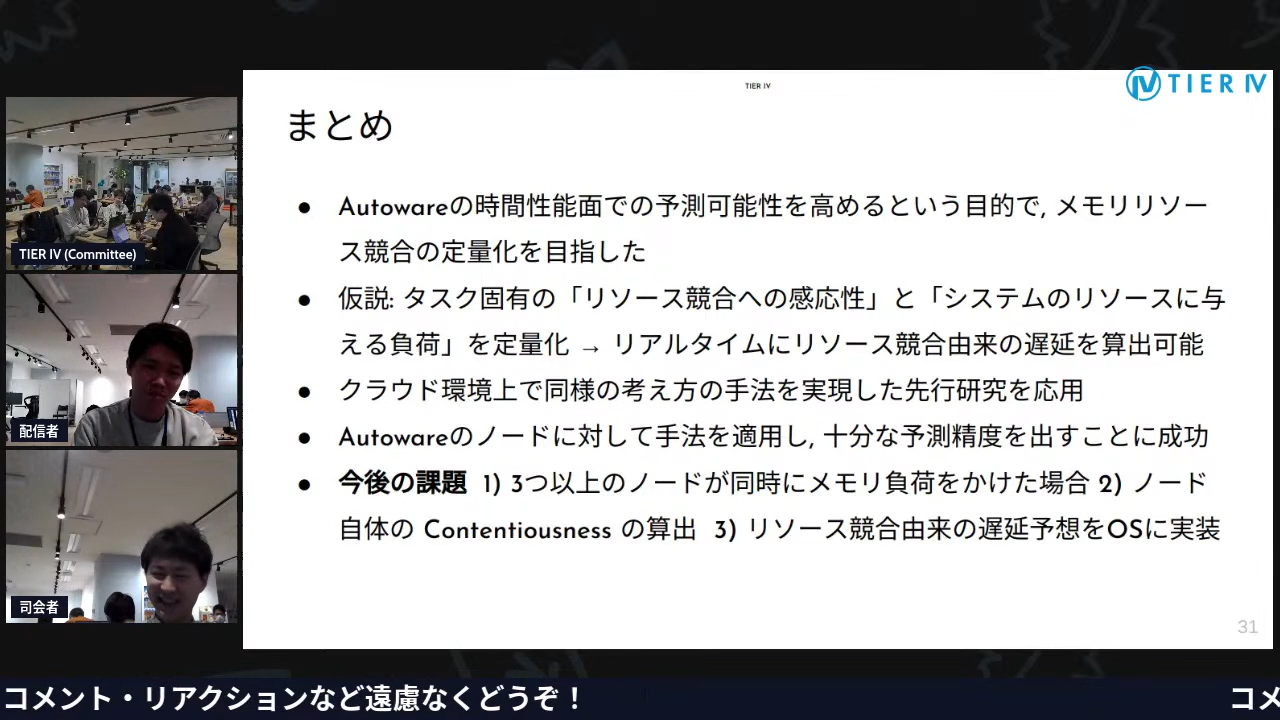 TIER IV
TIER IV
まとめ
● Autowareの時間性能面での予測可能性を高めるという目的で, メモリリソー
ス競合の定量化を目指した
● 仮説: タスク固有の「リソース競合への感応性」と「システムのリソースに与
える負荷」を定量化 → リアルタイムにリソース競合由来の遅延を算出可能
● クラウド環境上で同様の考え方の手法を実現した先行研究を応用
● Autowareのノードに対して手法を適用し, 十分な予測精度を出すことに成功
● 今後の課題 1) 3つ以上のノードが同時にメモリ負荷をかけた場合 2) ノード
自体の Contentiousness の算出 3) リソース競合由来の遅延予想をOSに実装
31
TIER IV (Committee)
配信者
司会者
コメント・リアクションなど遠慮なくどうぞ！
コメ